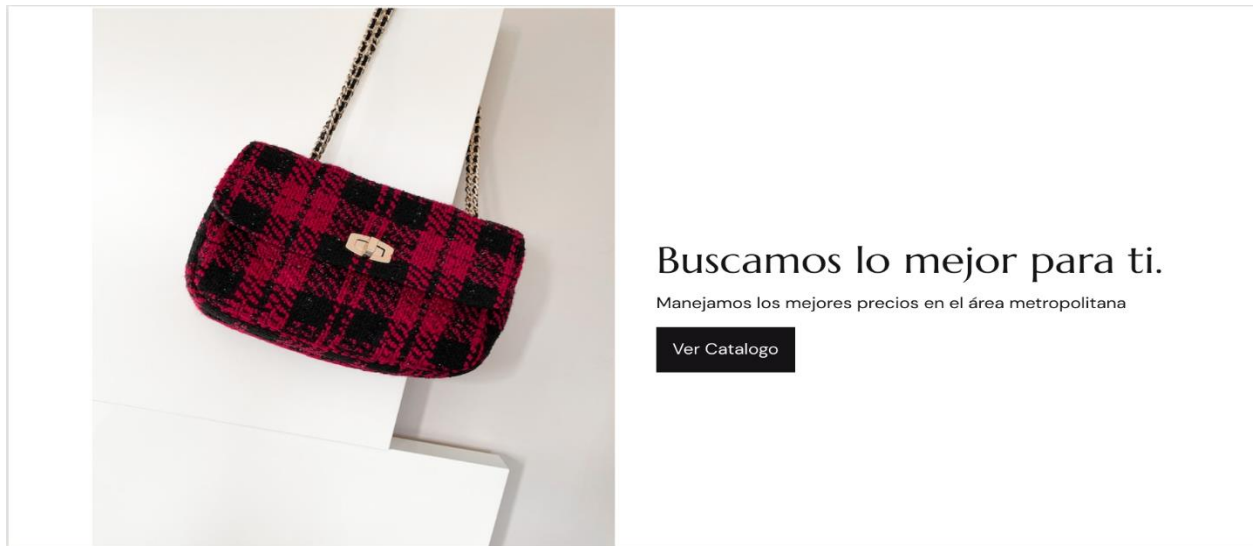 Buscamos lo mejor para ti.
Manejamos los mejores precios en el área metropolitana
Ver Catalogo